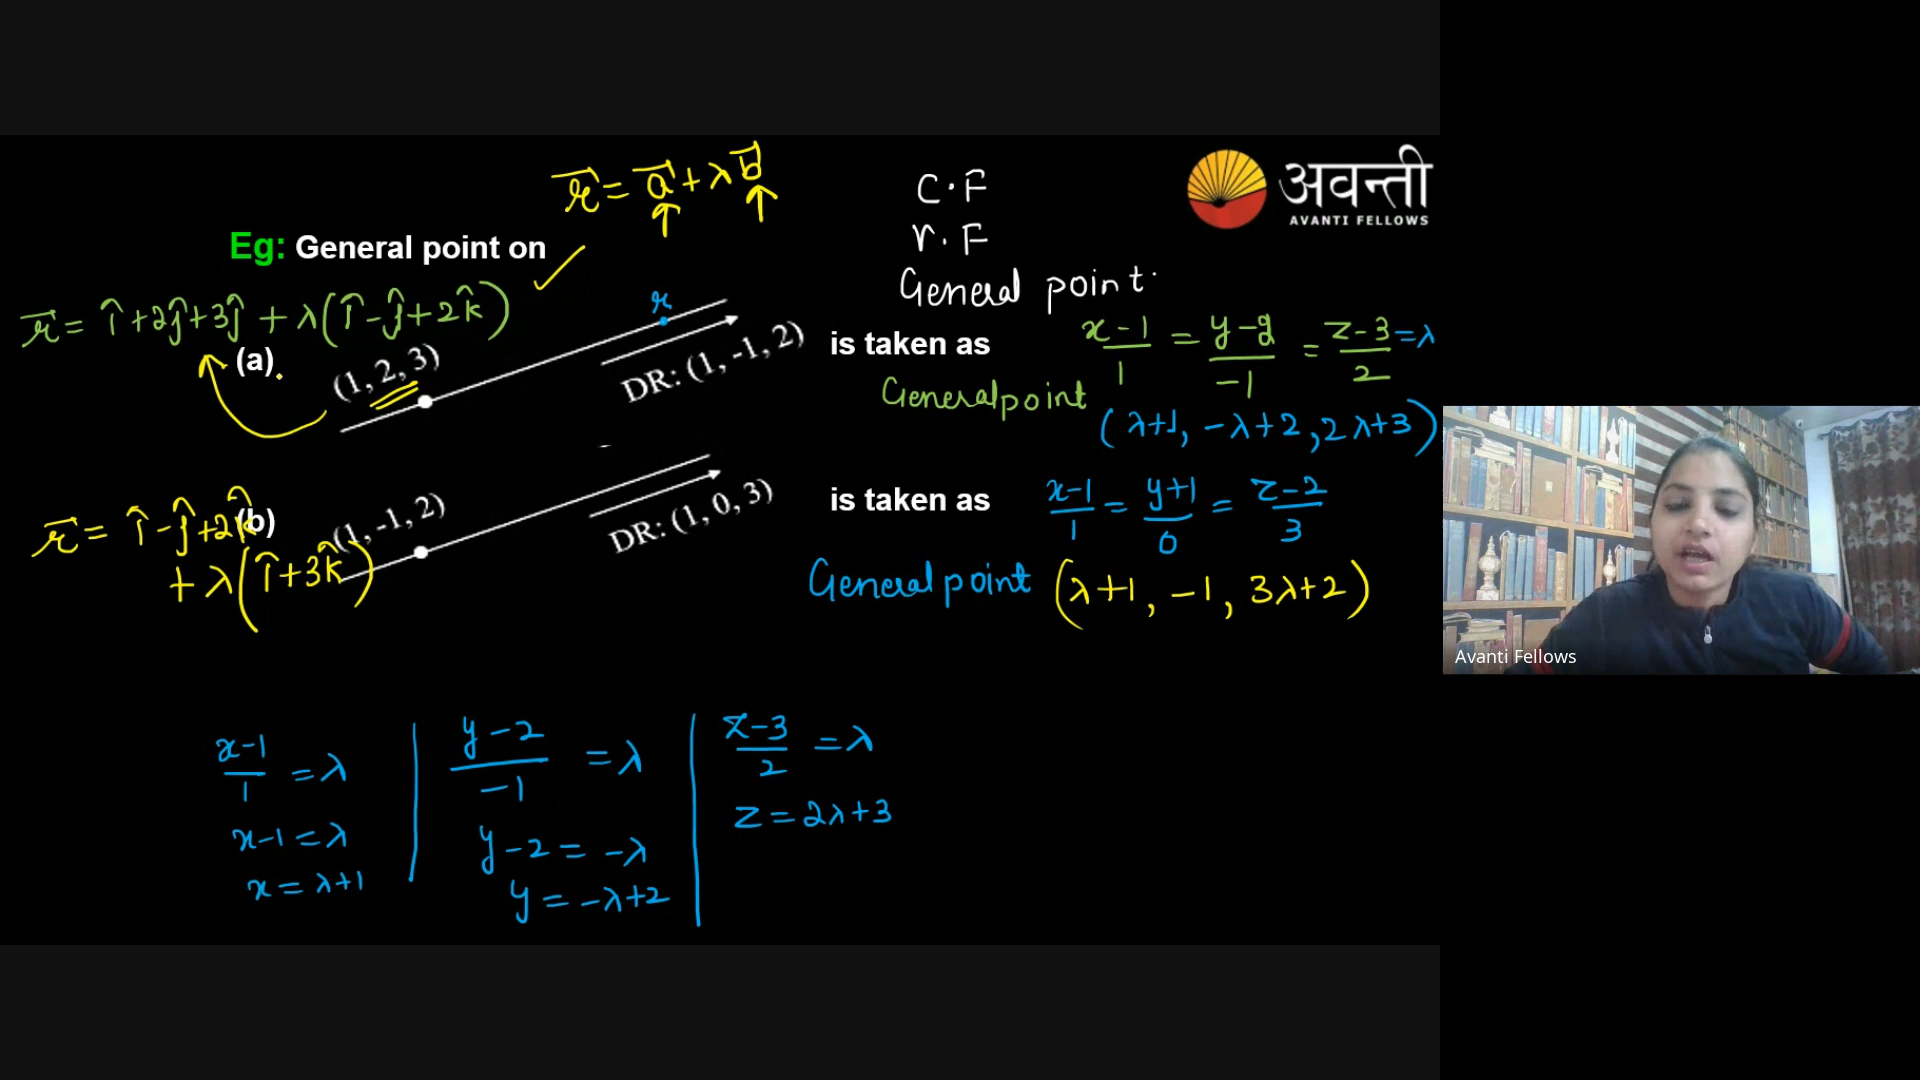 r⃗ = a⃗ + λ b⃗
C.F
V.F
General point.
अवन्ती
AVANTI FELLOWS
Eg: General point on
r⃗ = î+2ĵ+3ĵ + λ(î-ĵ+2k̂)
(a).
(1, 2, 3)
r
DR: (1, -1, 2)
is taken as
x-1/1 = y-2/-1 = z-3/2 = λ
General point
(λ+1, -λ+2, 2λ+3)
r⃗ = î-ĵ+2k̂
+ λ(î+3k̂)
(b)
(1, -1, 2)
DR: (1, 0, 3)
is taken as
x-1/1 = y+1/0 = z-2/3
General point (λ+1, -1, 3λ+2)
x-1/1 = λ
x-1 = λ
x = λ+1
y-2/-1 = λ
y-2 = -λ
y = -λ+2
z-3/2 = λ
z = 2λ+3
Avanti Fellows